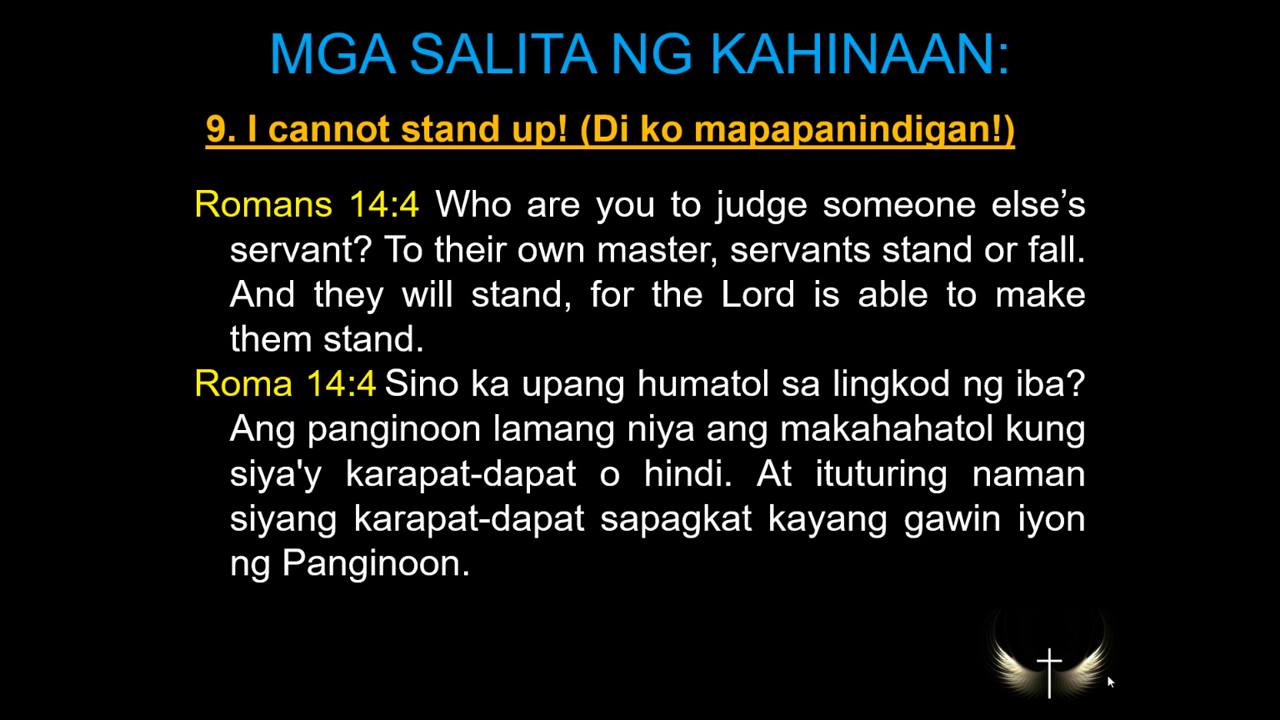 MGA SALITA NG KAHINAAN:
9. I cannot stand up! (Di ko mapapanindigan!)
Romans 14:4 Who are you to judge someone else’s
servant? To their own master, servants stand or fall.
And they will stand, for the Lord is able to make
them stand.
Roma 14:4 Sino ka upang humatol sa lingkod ng iba?
Ang panginoon lamang niya ang makahahatol kung
siya'y karapat-dapat o hindi. At ituturing naman
siyang karapat-dapat sapagkat kayang gawin iyon
ng Panginoon.